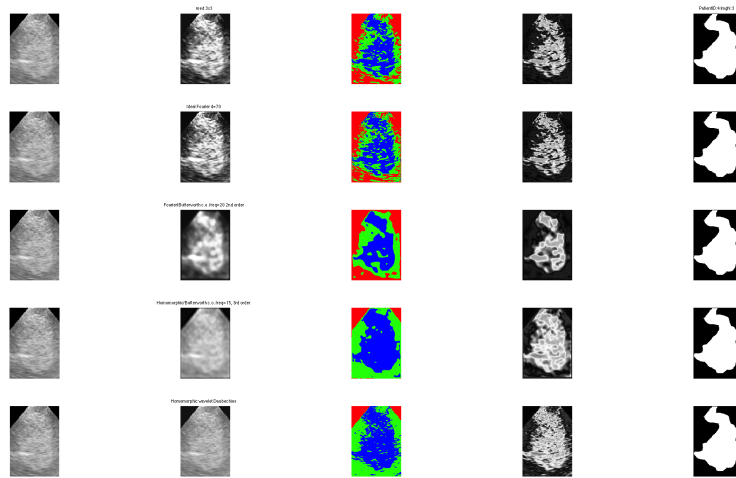 med 3x3
PatientID:4 imgN:3
Ideal Fourier d=70
Fourier/Butterworth c.o.freq=20 2nd order
Homomorphic/Butterworth c.o.freq=15, 3rd order
Homomorphic wavelet Daubechies